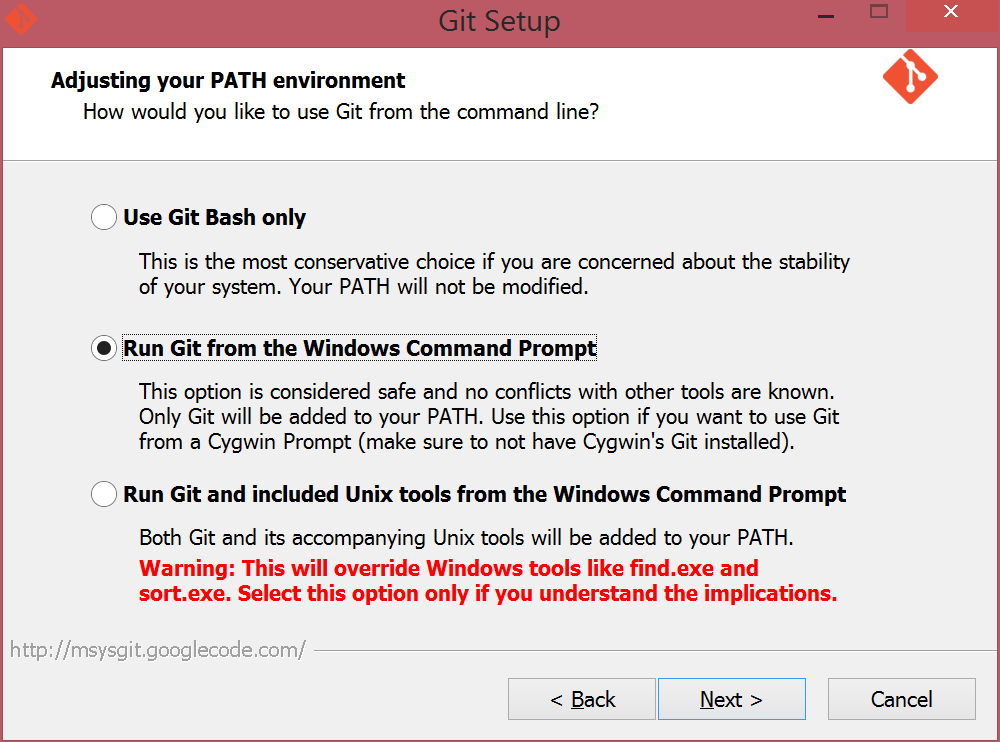 Git Setup
Adjusting your PATH environment
How would you like to use Git from the command line?
Use Git Bash only
This is the most conservative choice if you are concerned about the stability
of your system. Your PATH will not be modified.
Run Git from the Windows Command Prompt
This option is considered safe and no conflicts with other tools are known.
Only Git will be added to your PATH. Use this option if you want to use Git
from a Cygwin Prompt (make sure to not have Cygwin's Git installed).
Run Git and included Unix tools from the Windows Command Prompt
Both Git and its accompanying Unix tools will be added to your PATH.
Warning: This will override Windows tools like find.exe and
sort.exe. Select this option only if you understand the implications.
http://msysgit.googlecode.com/
< Back
Next >
Cancel